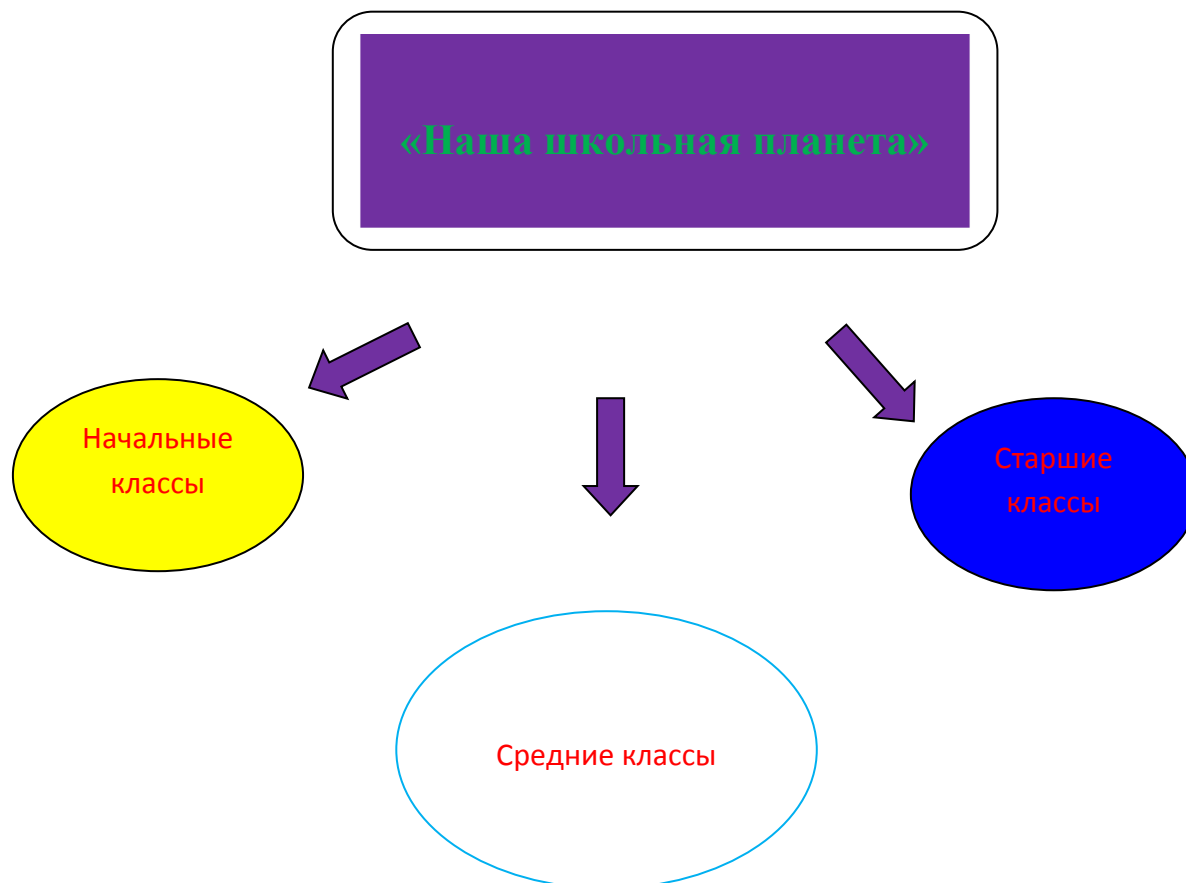 «Наша школьная планета»
Начальные
классы
Старшие
классы
Средние классы